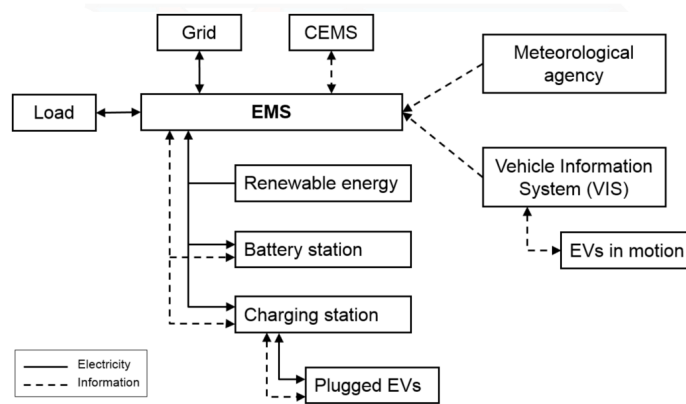 Grid
CEMS
Meteorological
agency
Load
EMS
Renewable energy
Vehicle Information
System (VIS)
Battery station
EVs in motion
Charging station
Electricity
Information
Plugged EVs